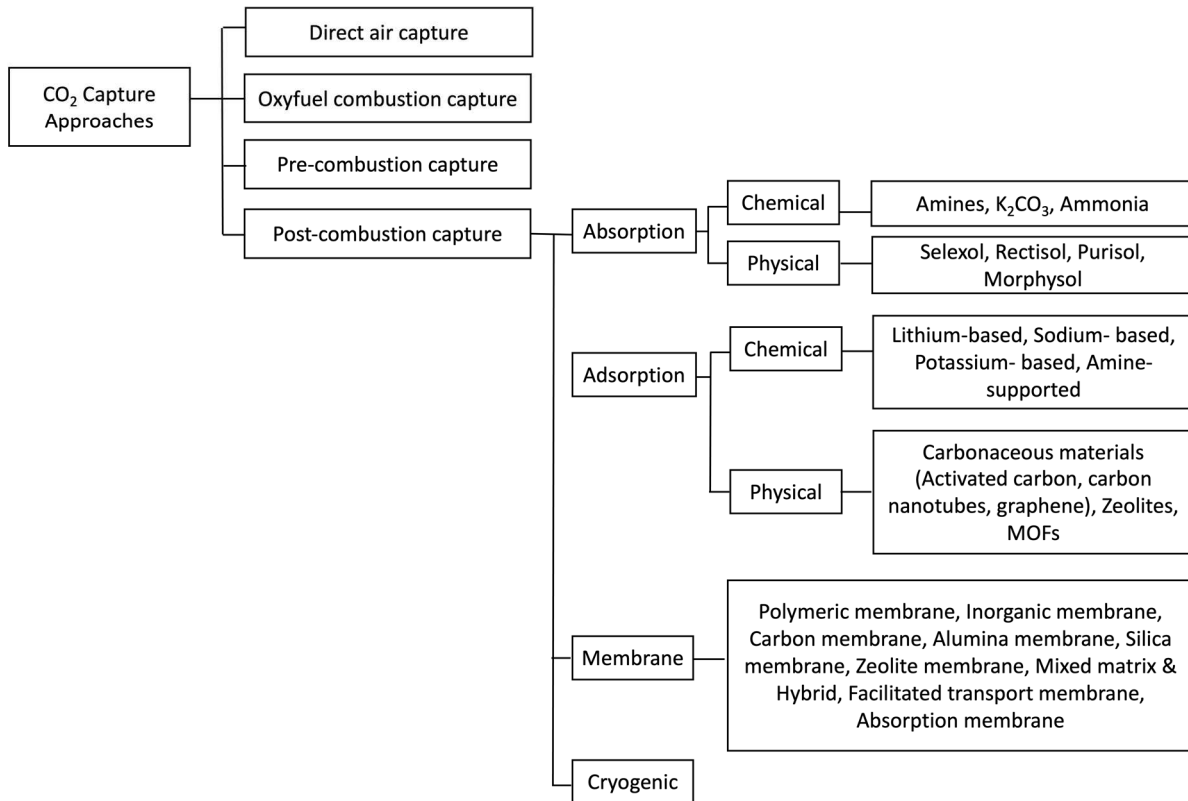 Direct air capture
CO₂ Capture
Approaches
Oxyfuel combustion capture
Pre-combustion capture
Post-combustion capture
Absorption
Chemical
Amines, K₂CO₃, Ammonia
Physical
Selexol, Rectisol, Purisol,
Morphysol
Adsorption
Chemical
Lithium-based, Sodium- based,
Potassium- based, Amine-
supported
Physical
Carbonaceous materials
(Activated carbon, carbon
nanotubes, graphene), Zeolites,
MOFs
Membrane
Polymeric membrane, Inorganic membrane,
Carbon membrane, Alumina membrane, Silica
membrane, Zeolite membrane, Mixed matrix &
Hybrid, Facilitated transport membrane,
Absorption membrane
Cryogenic